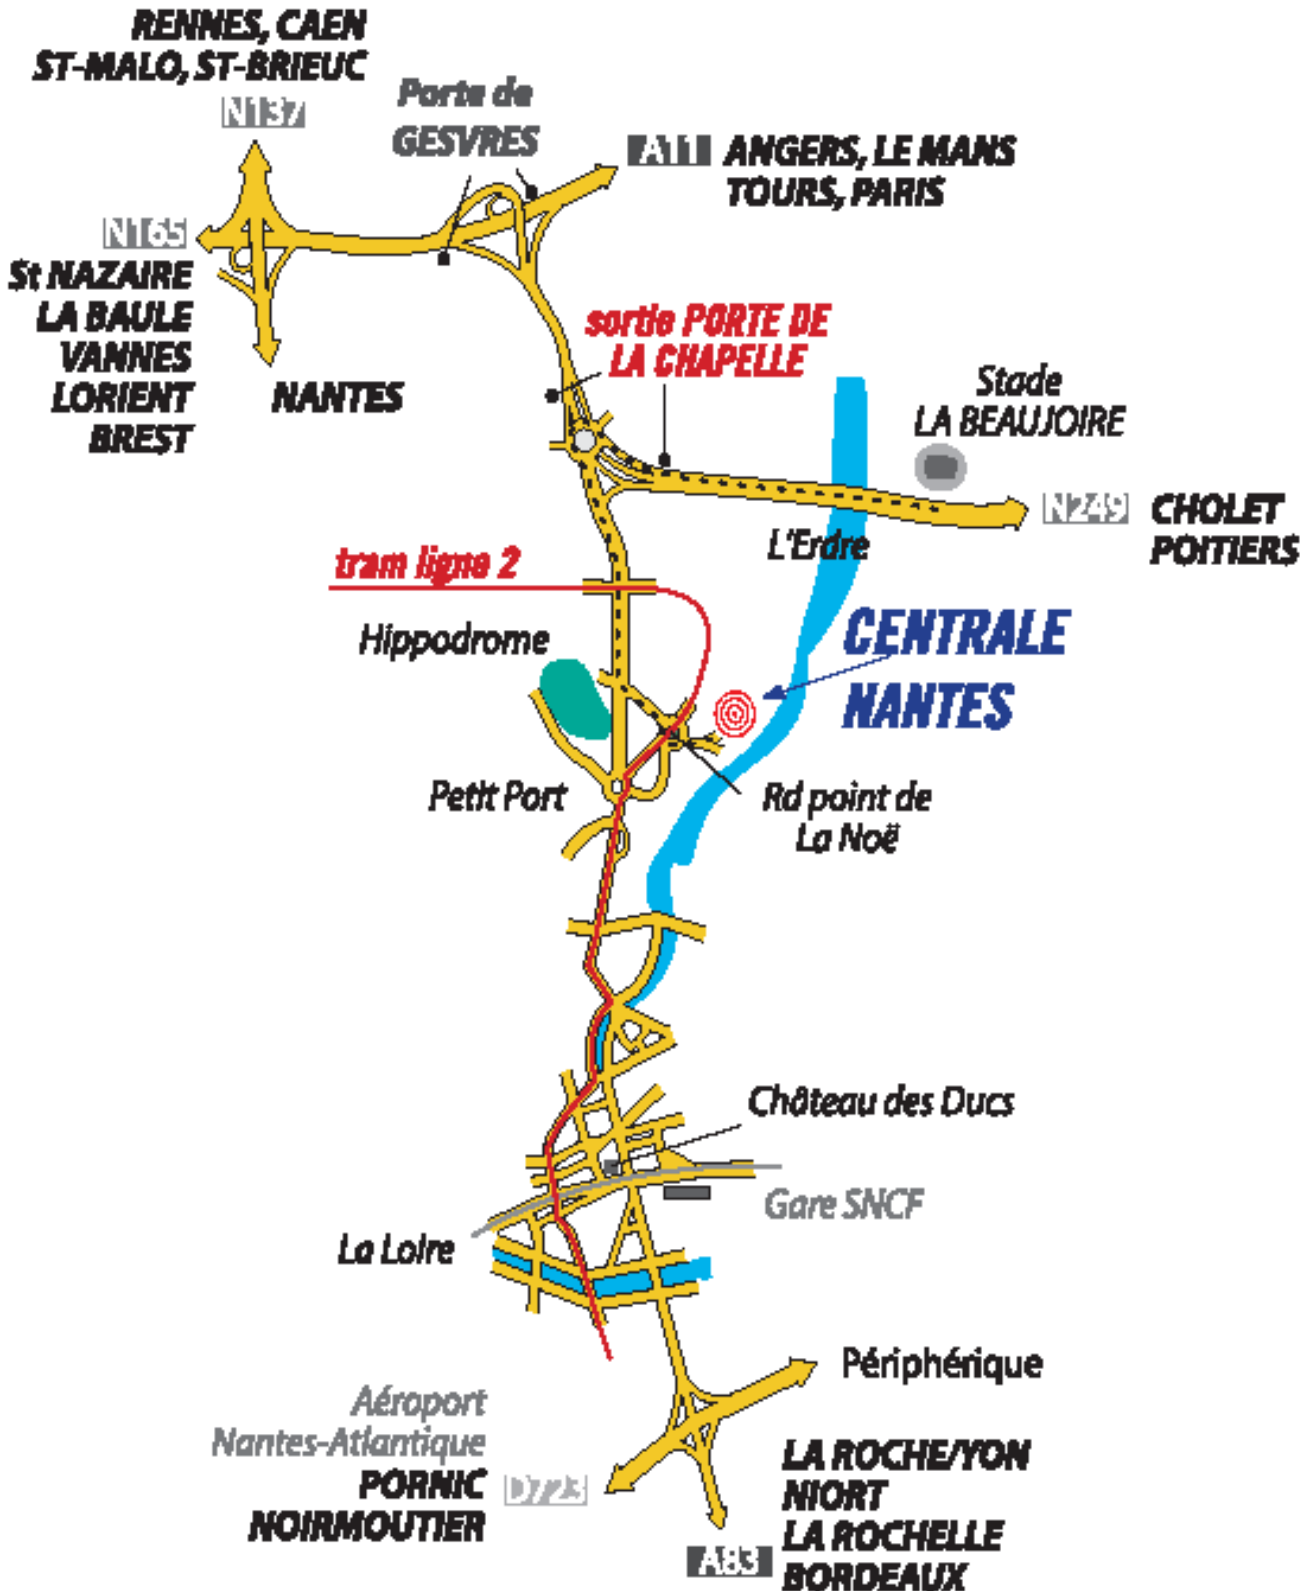 RENNES, CAEN
ST-MALO, ST-BRIEUC
N137
Porte de
GESVRES
A11
ANGERS, LE MANS
TOURS, PARIS
N165
St NAZAIRE
LA BAULE
VANNES
LORIENT
BREST
NANTES
sortie PORTE DE
LA CHAPELLE
Stade
LA BEAUJOIRE
N249
CHOLET
POITIERS
L'Erdre
tram ligne 2
Hippodrome
CENTRALE
NANTES
Petit Port
Rd point de
La Noë
Château des Ducs
Gare SNCF
La Loire
Périphérique
Aéroport
Nantes-Atlantique
PORNIC
NOIRMOUTIER
D723
LA ROCHE/YON
NIORT
LA ROCHELLE
BORDEAUX
A83